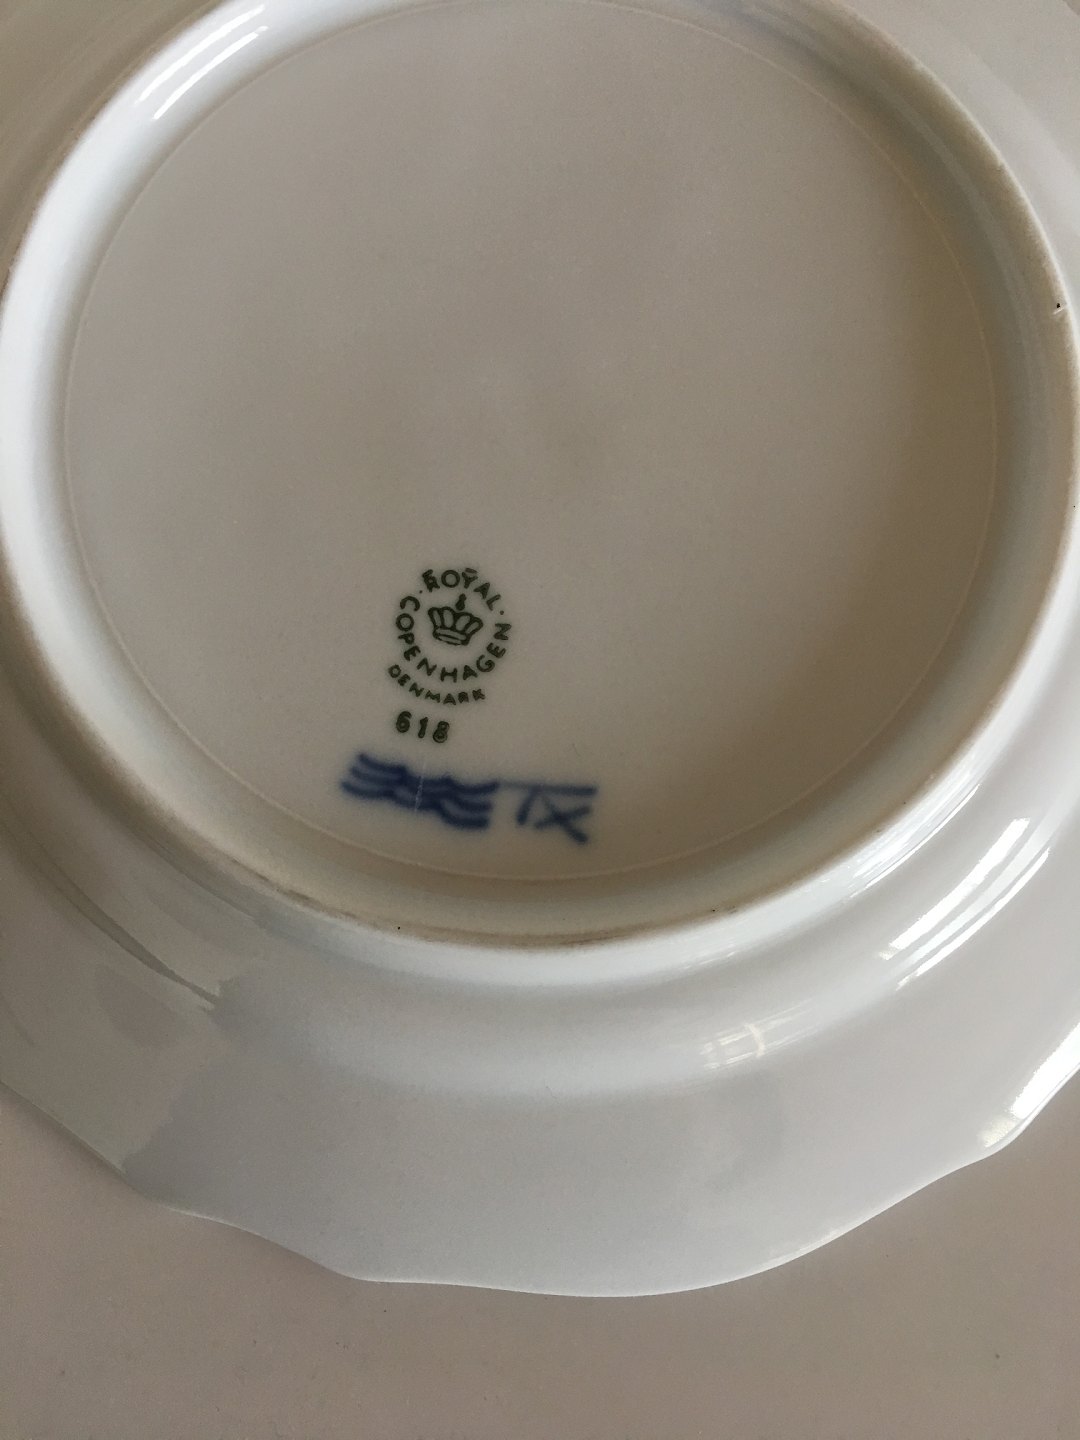 ROYAL
COPENHAGEN
DENMARK
618